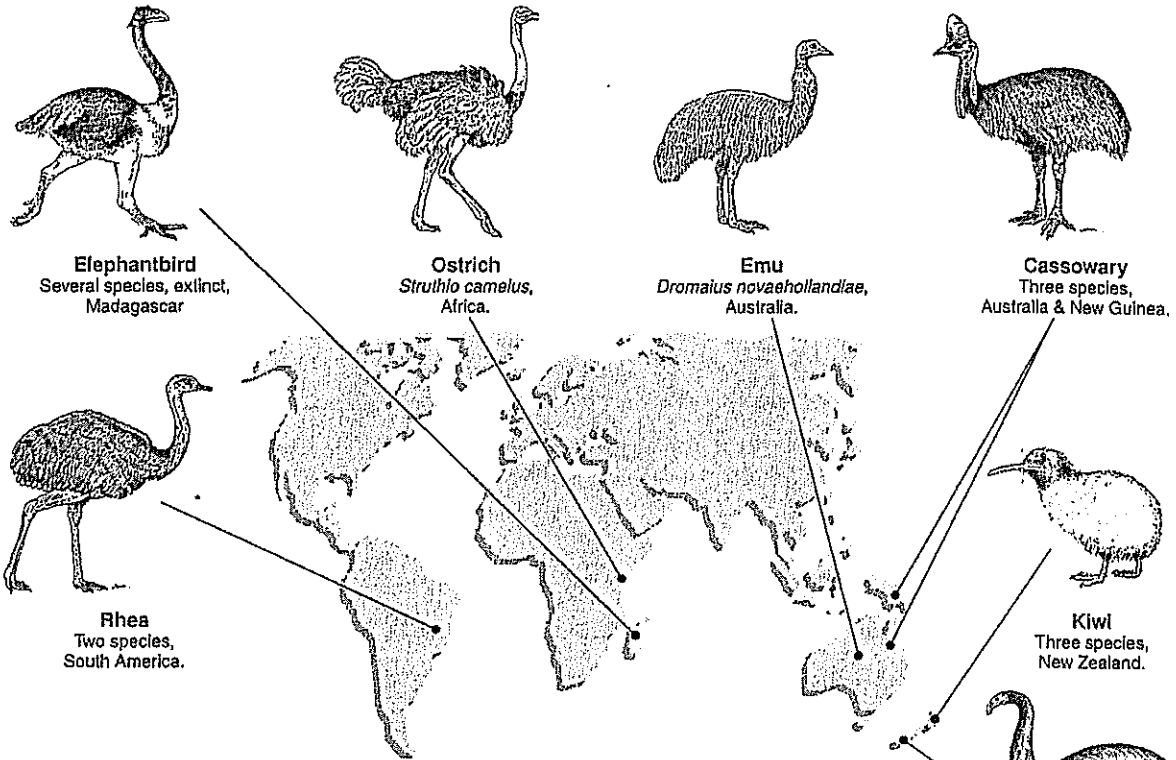 Elephantbird
Several species, extinct,
Madagascar
Ostrich
Struthio camelus,
Africa.
Emu
Dromaius novaehollandiae,
Australia.
Cassowary
Three species,
Australia & New Guinea.
Rhea
Two species,
South America.
Kiwi
Three species,
New Zealand.